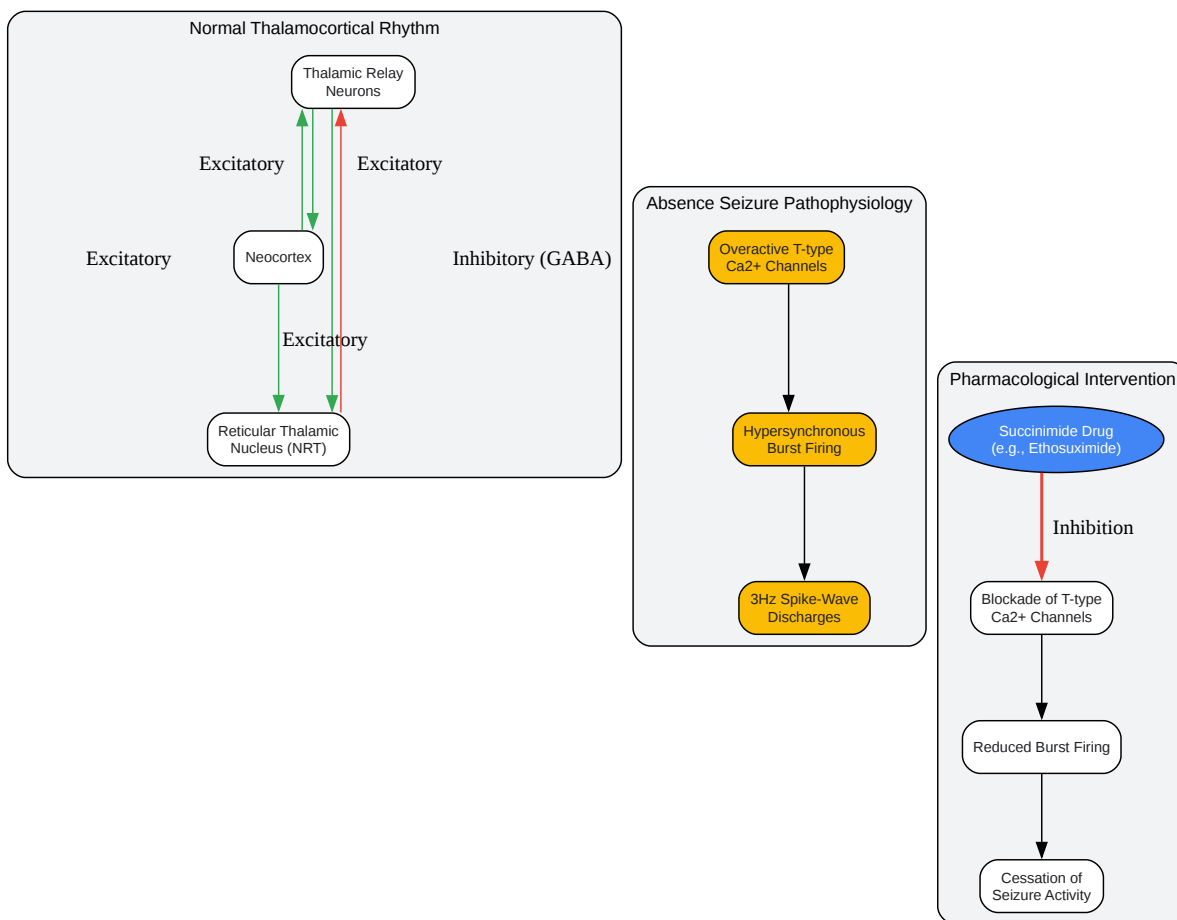 Normal Thalamocortical Rhythm
Thalamic Relay
Neurons
Excitatory
Excitatory
Neocortex
Excitatory
Inhibitory (GABA)
Excitatory
Reticular Thalamic
Nucleus (NRT)
Absence Seizure Pathophysiology
Overactive T-type
Ca2+ Channels
Hypersynchronous
Burst Firing
3Hz Spike-Wave
Discharges
Pharmacological Intervention
Succinimide Drug
(e.g., Ethosuximide)
Inhibition
Blockade of T-type
Ca2+ Channels
Reduced Burst Firing
Cessation of
Seizure Activity